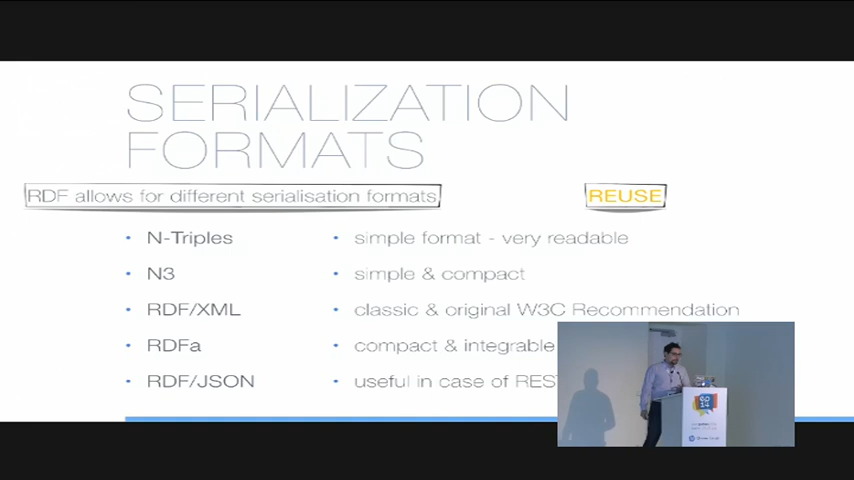 SERIALIZATION
FORMATS
RDF allows for different serialisation formats
REUSE
• N-Triples • simple format - very readable
• N3 • simple & compact
• RDF/XML • classic & original W3C Recommendation
• RDFa • compact & integrable
• RDF/JSON • useful in case of RES